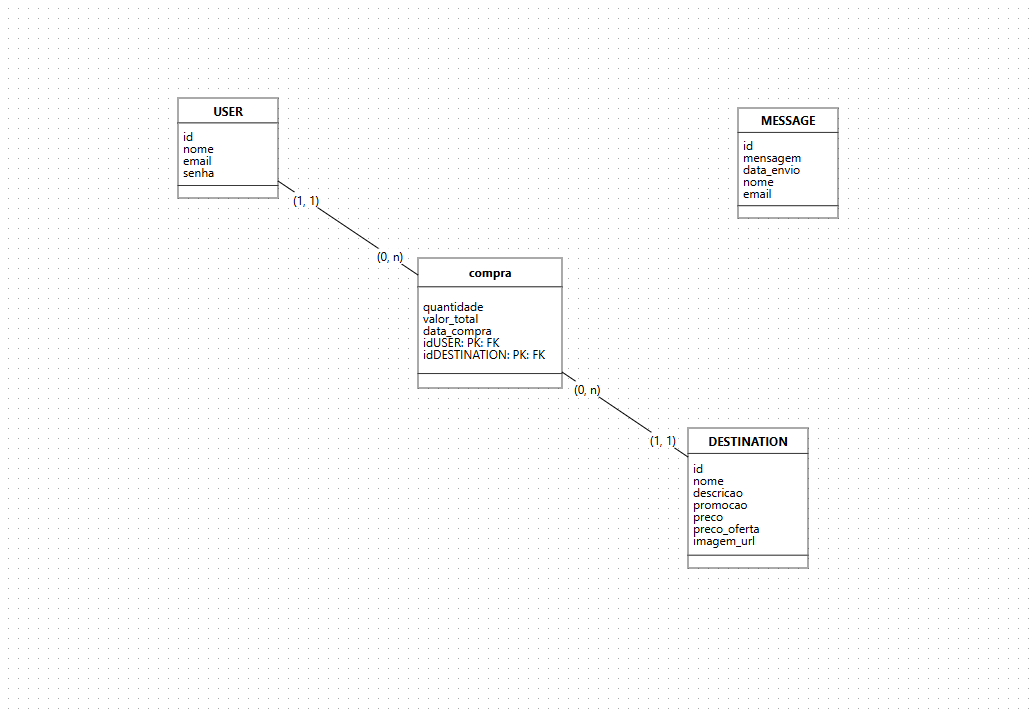 USER
id
nome
email
senha
MESSAGE
id
mensagem
data_envio
nome
email
(1, 1)
(0, n)
compra
quantidade
valor_total
data_compra
idUSER: PK: FK
idDESTINATION: PK: FK
(0, n)
(1, 1)
DESTINATION
id
nome
descricao
promocao
preco
preco_oferta
imagem_url